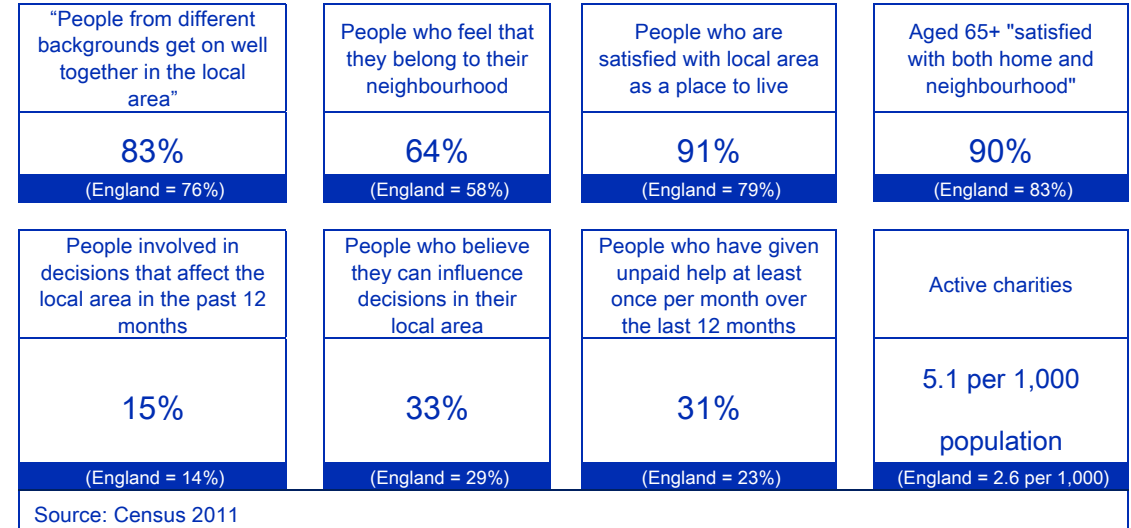 “People from different
backgrounds get on well
together in the local
area”
83%
(England = 76%)
People who feel that
they belong to their
neighbourhood
64%
(England = 58%)
People who are
satisfied with local area
as a place to live
91%
(England = 79%)
Aged 65+ "satisfied
with both home and
neighbourhood"
90%
(England = 83%)
People involved in
decisions that affect the
local area in the past 12
months
15%
(England = 14%)
People who believe
they can influence
decisions in their
local area
33%
(England = 29%)
People who have given
unpaid help at least
once per month over
the last 12 months
31%
(England = 23%)
Active charities
5.1 per 1,000
population
(England = 2.6 per 1,000)
Source: Census 2011